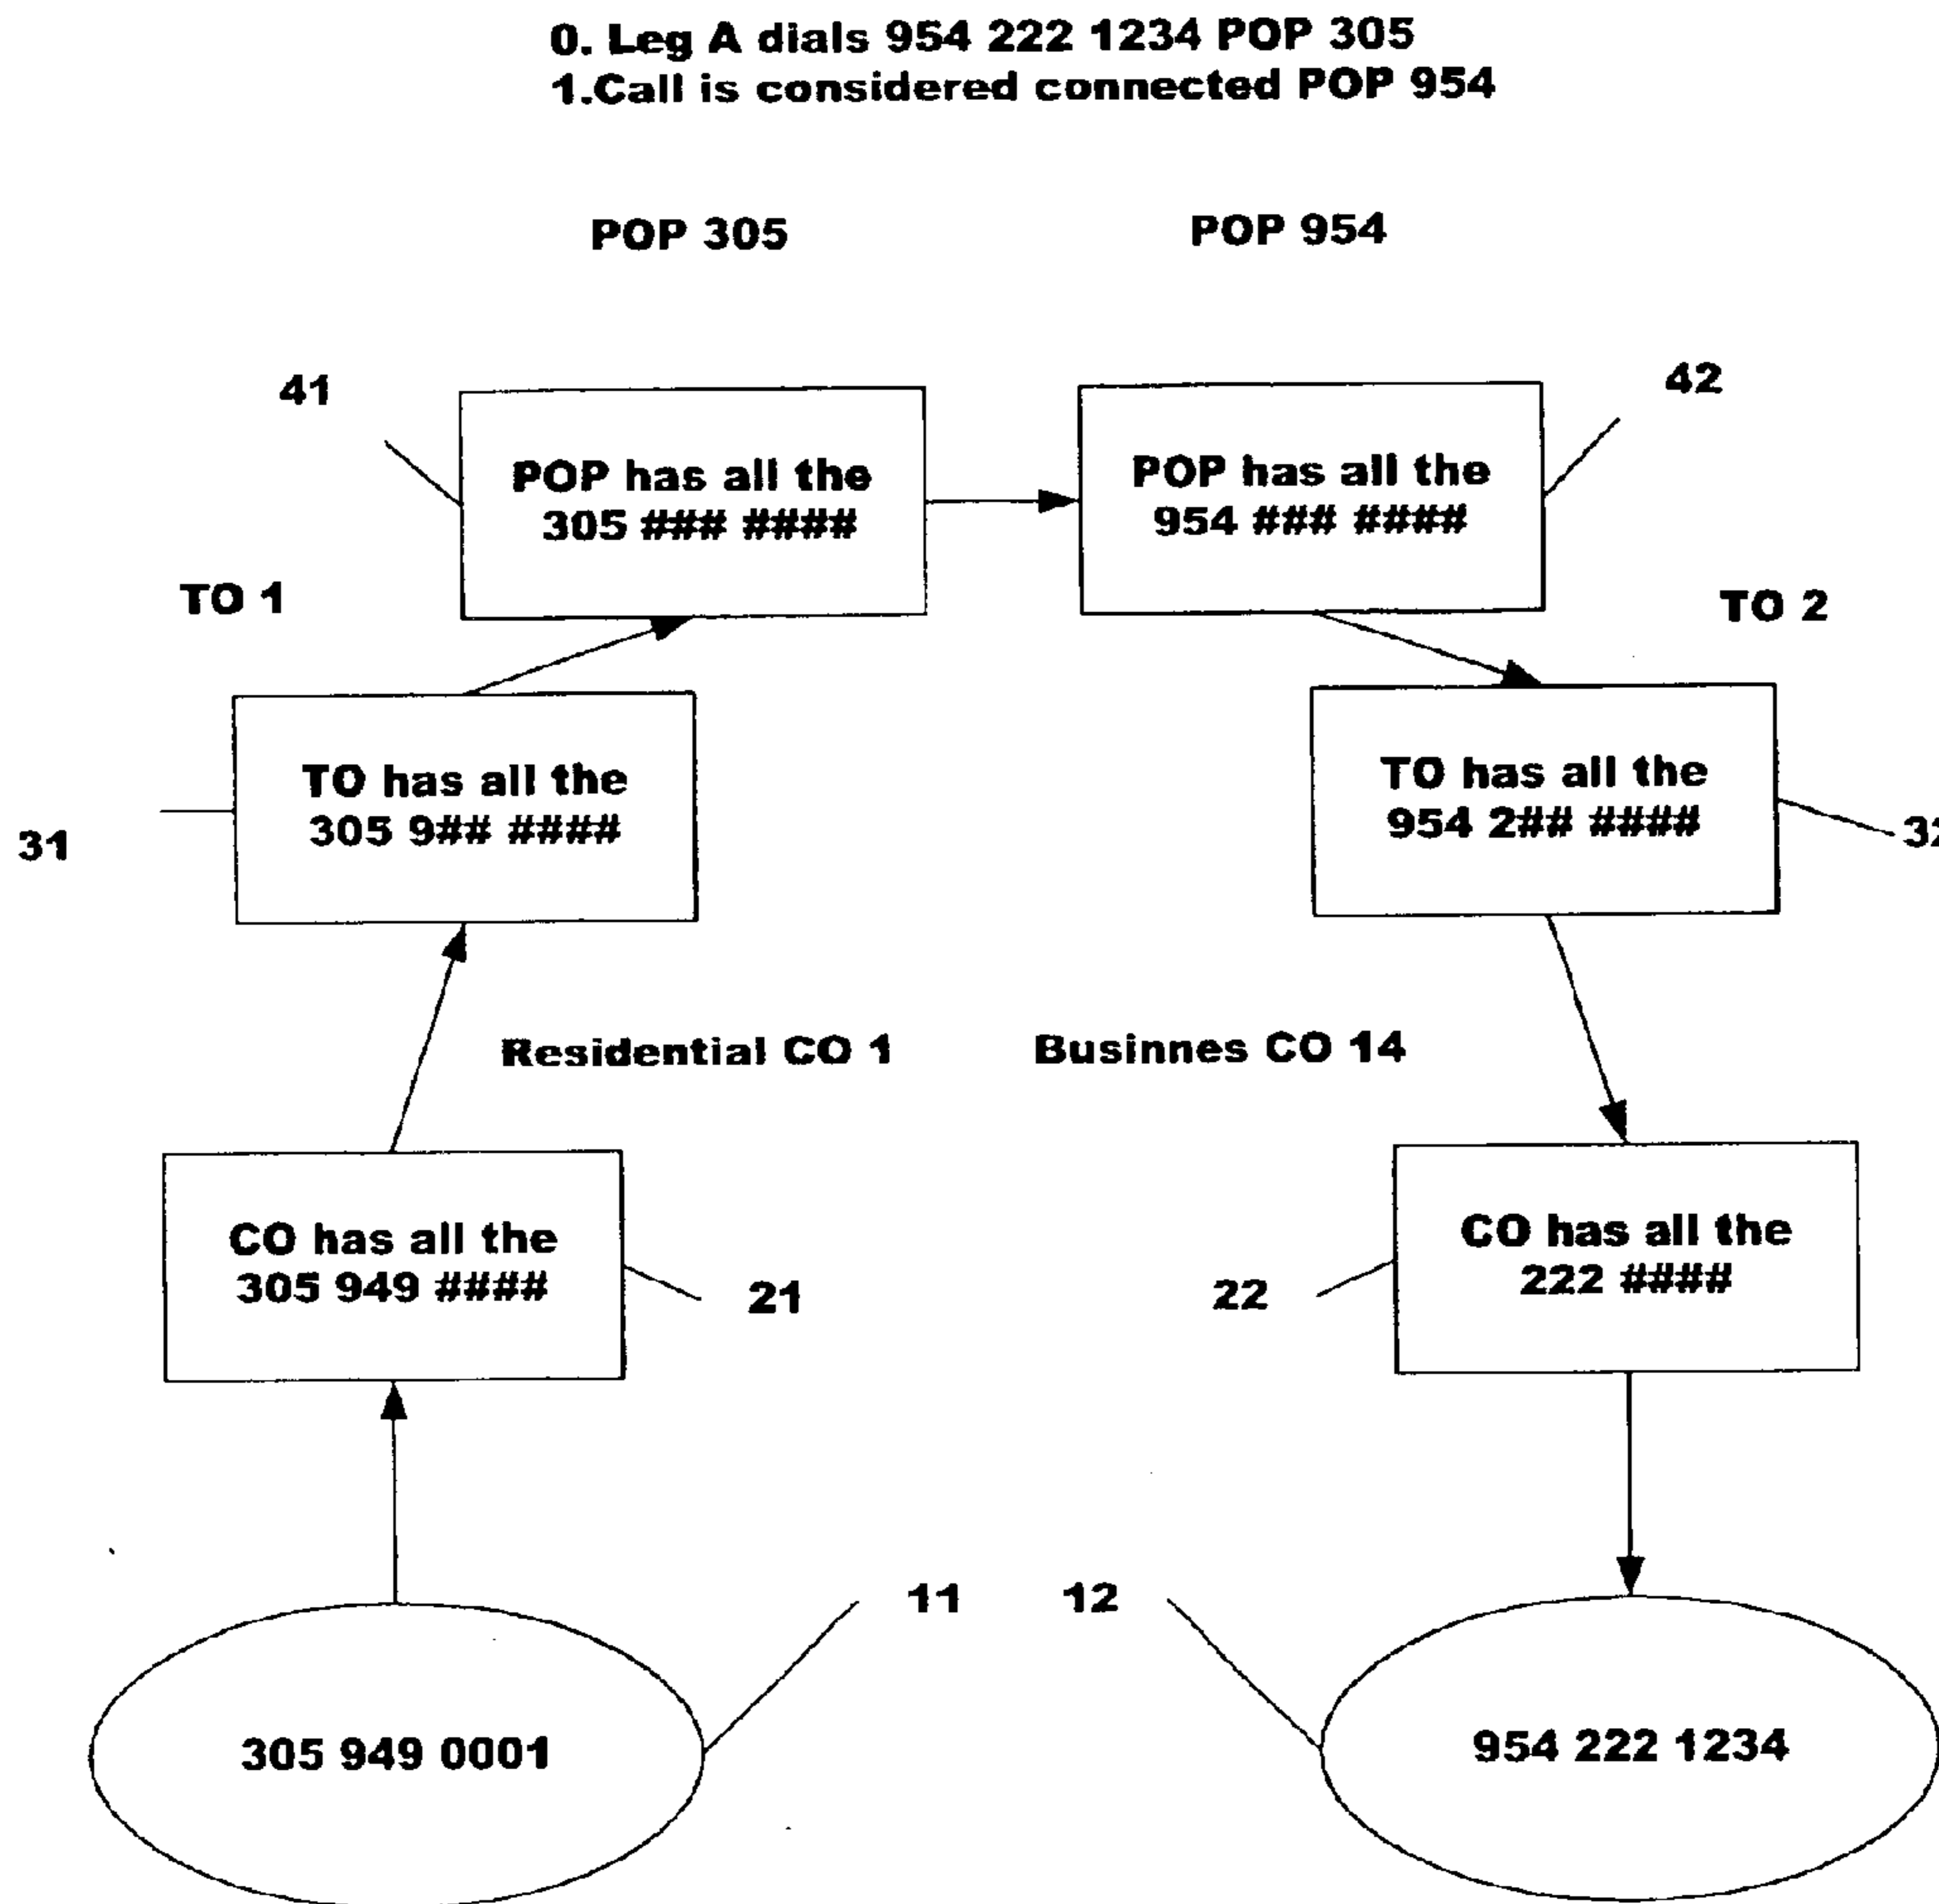 0. Leg A dials 954 222 1234 POP 305
1.Call is considered connected POP 954
POP 305
POP 954
41
42
POP has all the
305 ### ####
POP has all the
954 ### ####
TO 1
TO 2
TO has all the
305 9## ####
TO has all the
954 2## ####
31
32
Residential CO 1
Businnes CO 14
CO has all the
305 949 ####
CO has all the
222 ####
21
22
11
12
305 949 0001
954 222 1234